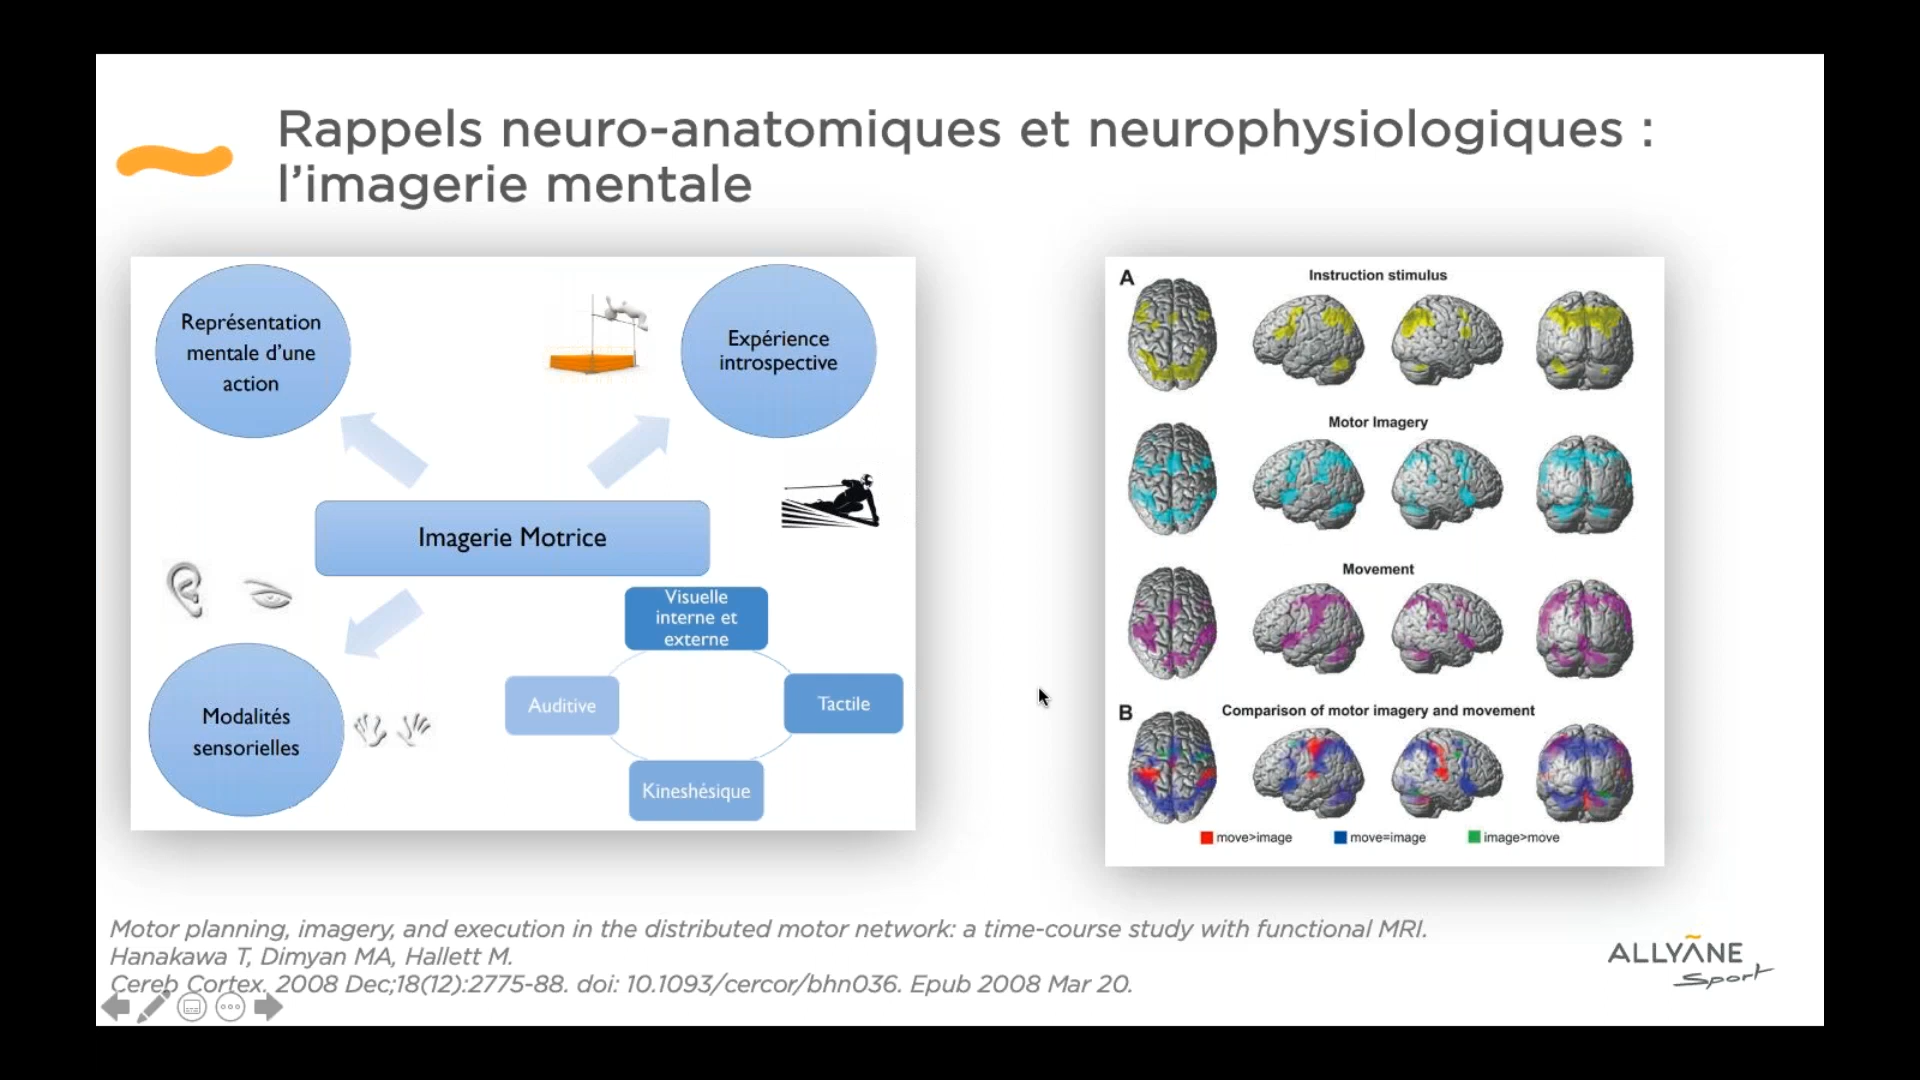 Rappels neuro-anatomiques et neurophysiologiques :
l’imagerie mentale
Représentation
mentale d’une
action
Expérience
introspective
Imagerie Motrice
Modalités
sensorielles
Visuelle
interne et
externe
Auditive
Tactile
Kineshésique
A
Instruction stimulus
Motor Imagery
Movement
B
Comparison of motor imagery and movement
move>image
move=image
image>move
Motor planning, imagery, and execution in the distributed motor network: a time-course study with functional MRI.
Hanakawa T, Dimyan MA, Hallett M.
Cereb Cortex. 2008 Dec;18(12):2775-88. doi: 10.1093/cercor/bhn036. Epub 2008 Mar 20.
ALLYANE
Sport